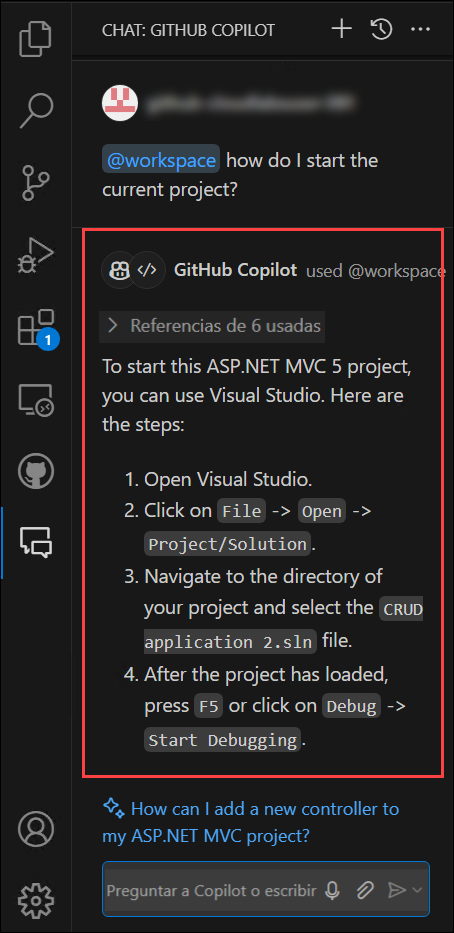 CHAT: GITHUB COPILOT
@workspace how do I start the
current project?
GitHub Copilot used @workspace
Referencias de 6 usadas
To start this ASP.NET MVC 5 project,
you can use Visual Studio. Here are
the steps:
1. Open Visual Studio.
2. Click on File -> Open ->
Project/Solution.
3. Navigate to the directory of
your project and select the CRUD
application 2.sln file.
4. After the project has loaded,
press F5 or click on Debug ->
Start Debugging.
1
How can I add a new controller to
my ASP.NET MVC project?
Preguntar a Copilot o escribir